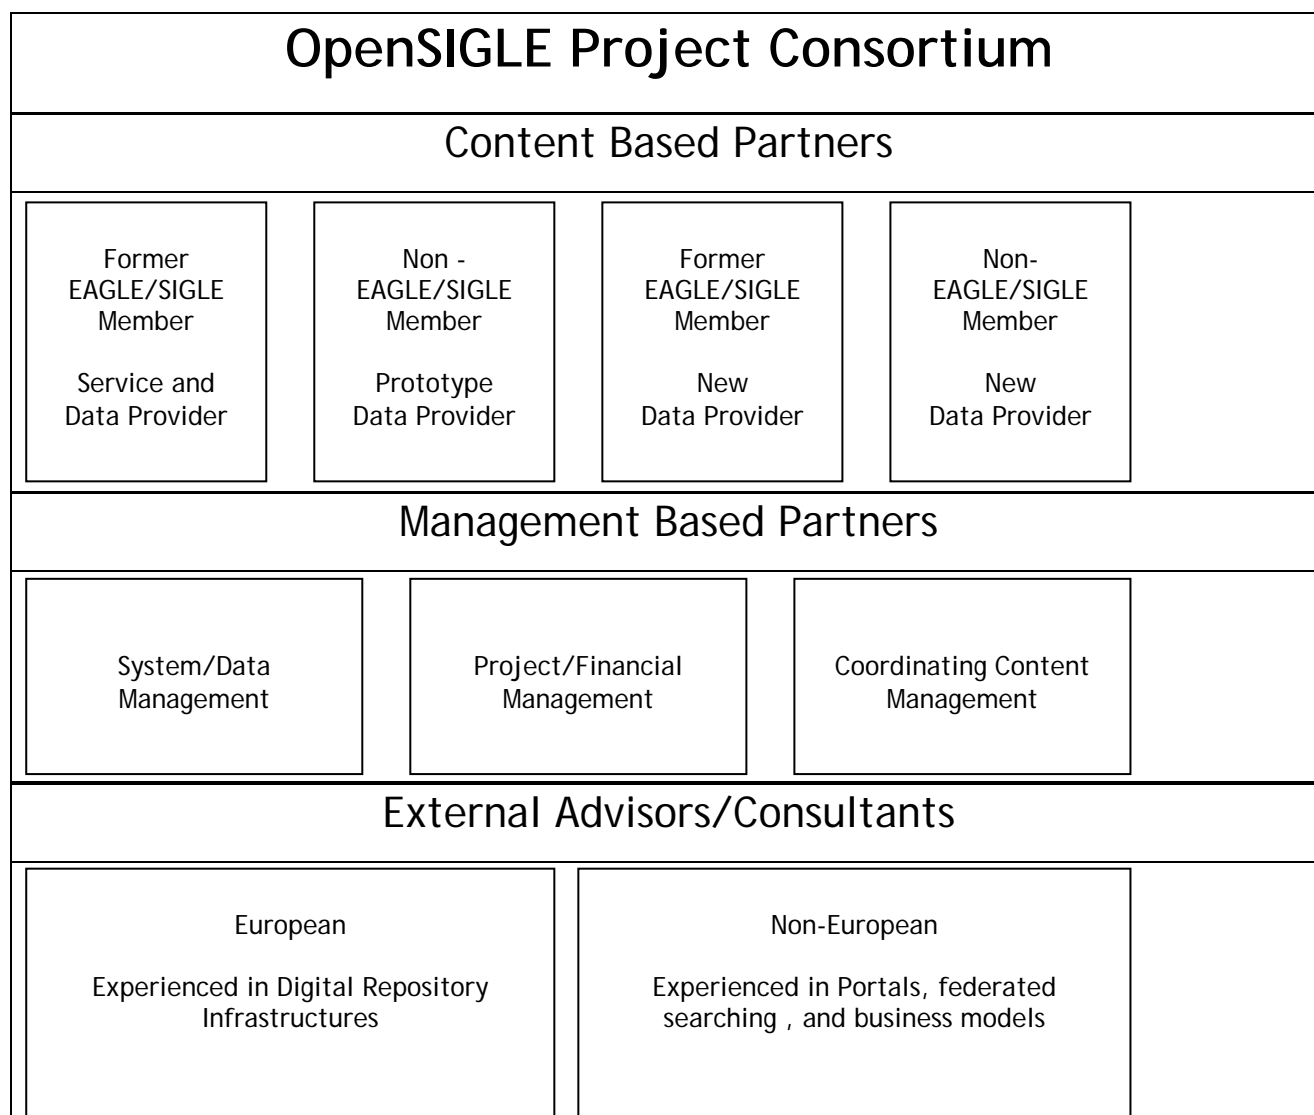 OpenSIGLE Project Consortium
Content Based Partners
Former
EAGLE/SIGLE
Member
Service and
Data Provider
Non -
EAGLE/SIGLE
Member
Prototype
Data Provider
Former
EAGLE/SIGLE
Member
New
Data Provider
Non-
EAGLE/SIGLE
Member
New
Data Provider
Management Based Partners
System/Data
Management
Project/Financial
Management
Coordinating Content
Management
External Advisors/Consultants
European
Experienced in Digital Repository
Infrastructures
Non-European
Experienced in Portals, federated
searching , and business models